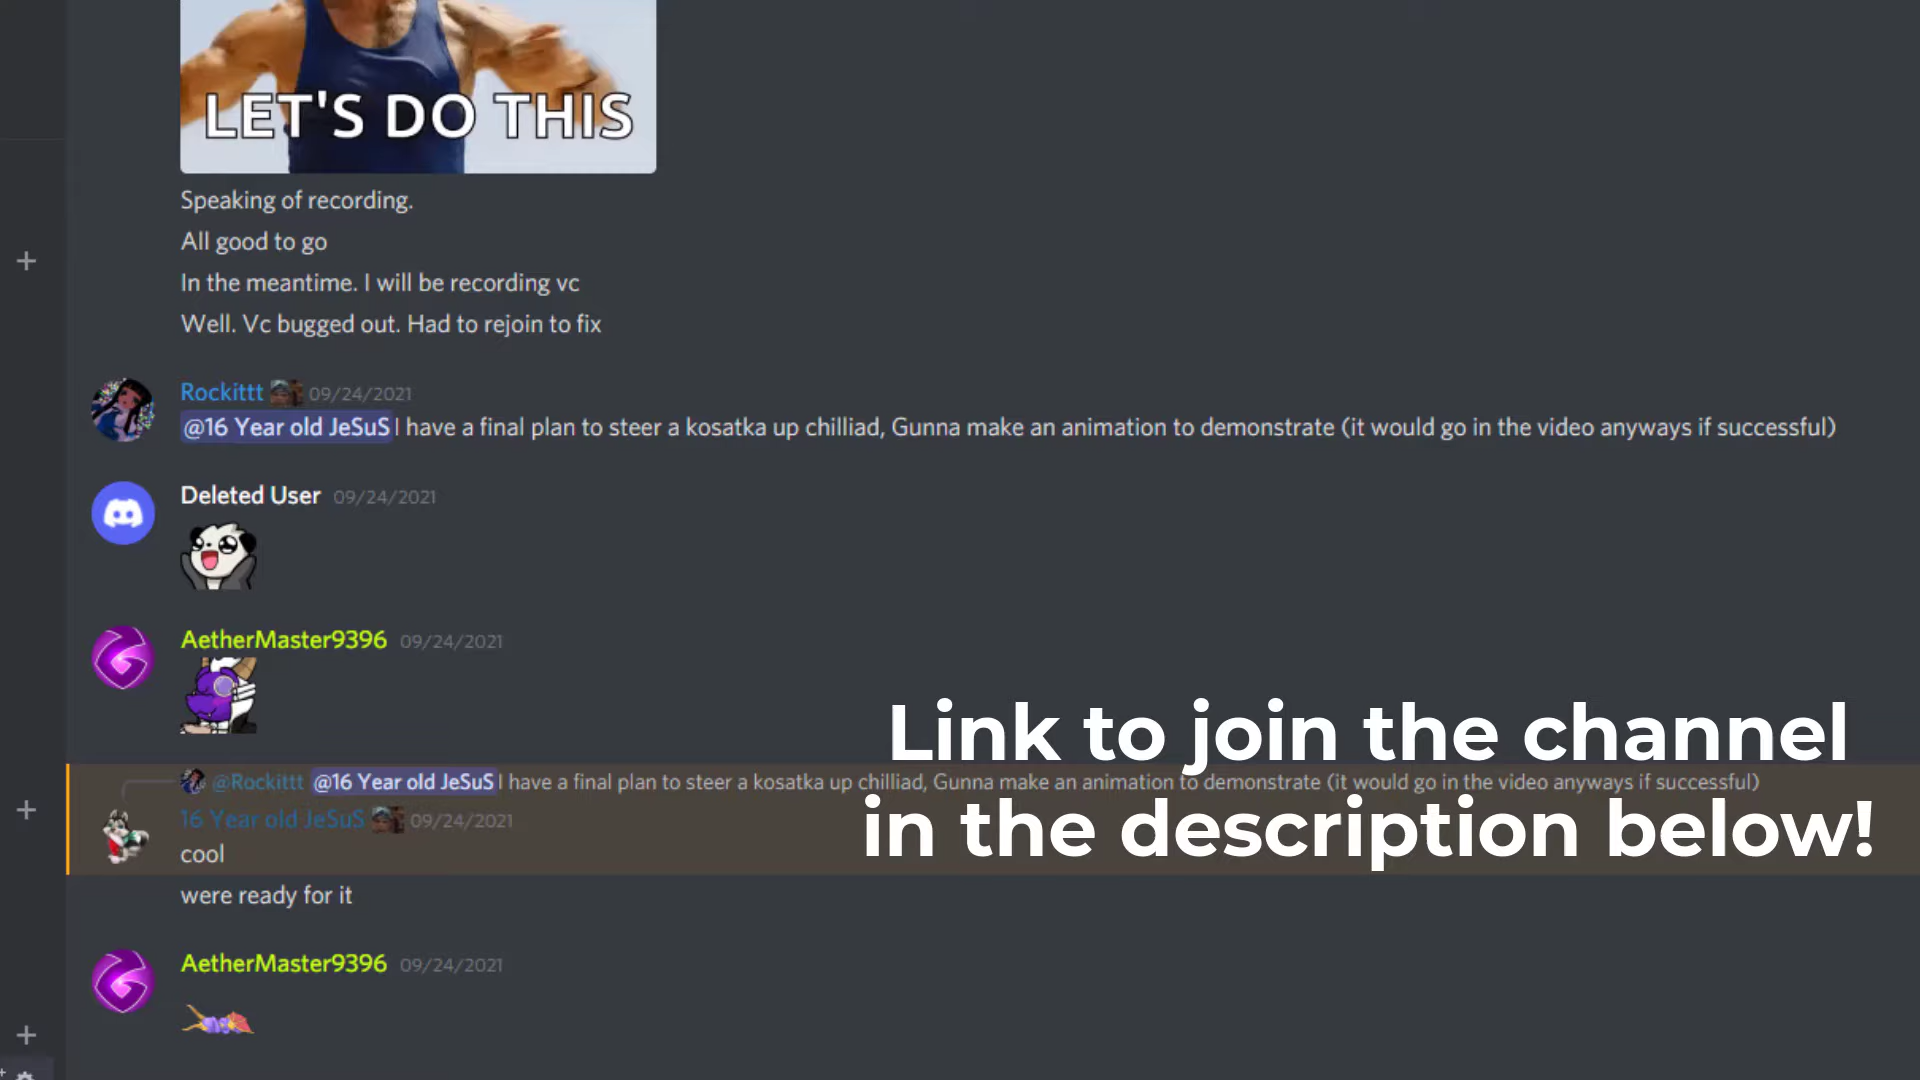 LET'S DO THIS
Speaking of recording.
All good to go
In the meantime. I will be recording vc
Well. Vc bugged out. Had to rejoin to fix
Rockittt 09/24/2021
@16 Year old JeSuS I have a final plan to steer a kosatka up chilliad, Gunna make an animation to demonstrate (it would go in the video anyways if successful)
Deleted User 09/24/2021
AetherMaster9396 09/24/2021
@Rockittt @16 Year old JeSuS I have a final plan to steer a kosatka up chilliad, Gunna make an animation to demonstrate (it would go in the video anyways if successful)
16 Year old JeSuS 09/24/2021
cool
were ready for it
AetherMaster9396 09/24/2021
Link to join the channel
in the description below!